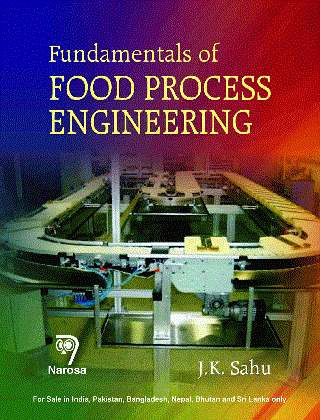 Fundamentals of
FOOD PROCESS
ENGINEERING
Narosa
J.K. Sahu
For Sale in India, Pakistan, Bangladesh, Nepal, Bhutan and Sri Lanka only